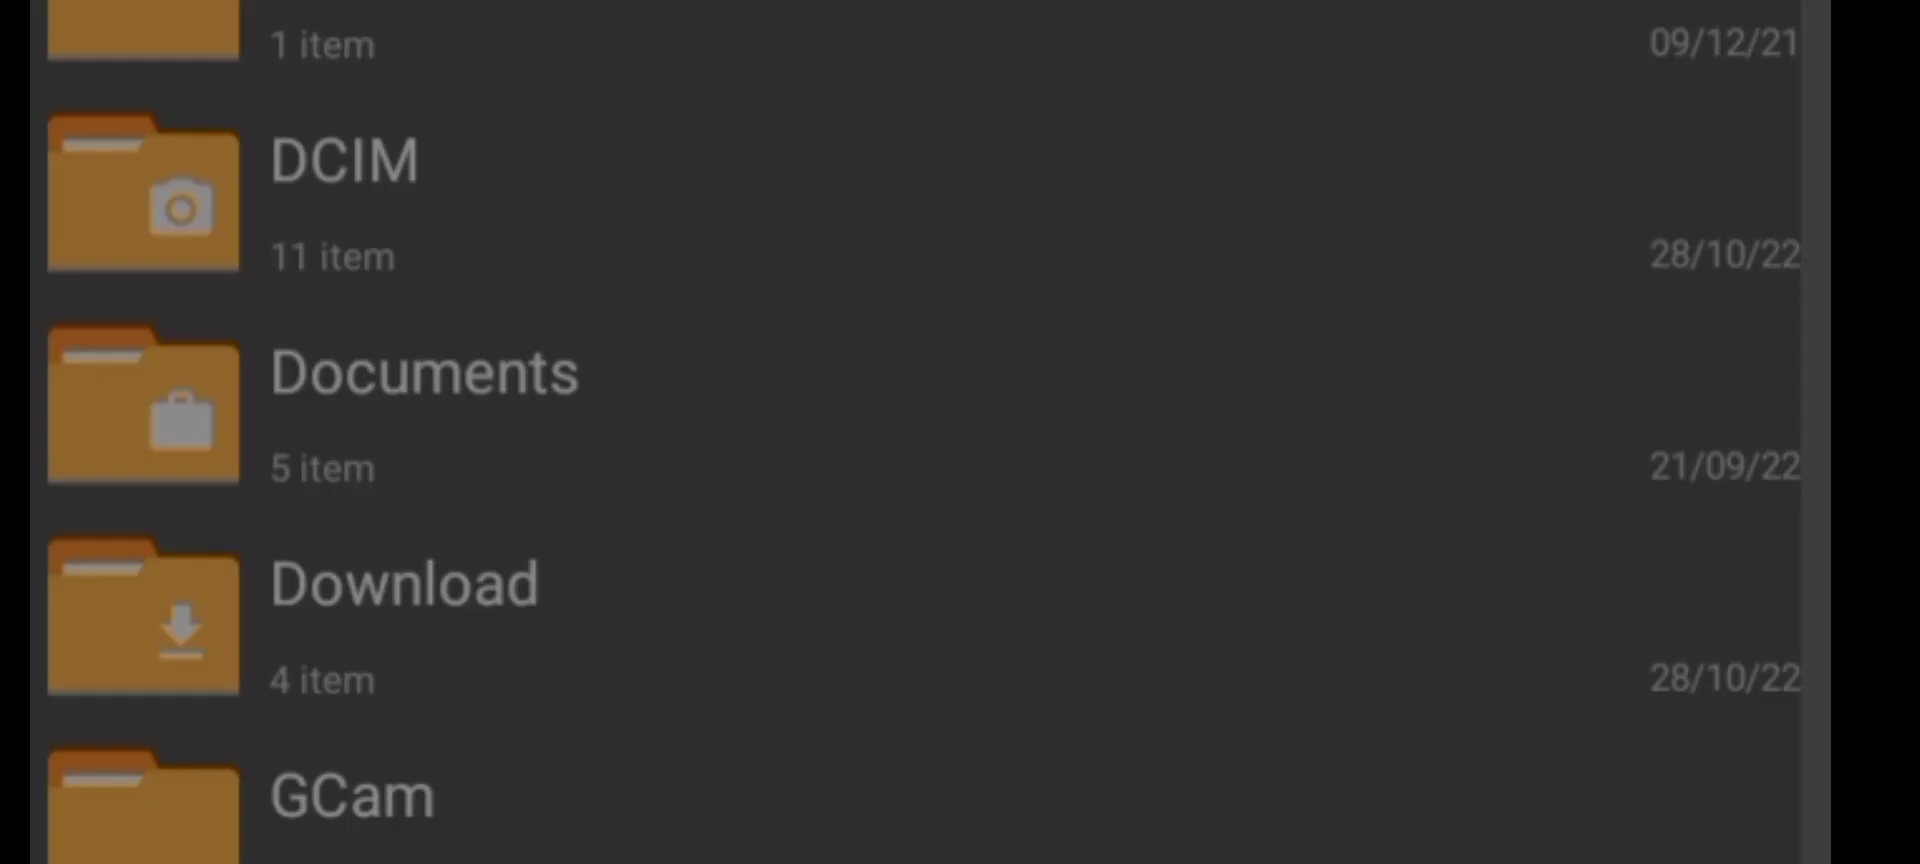 1 item 09/12/21
DCIM
11 item 28/10/22
Documents
5 item 21/09/22
Download
4 item 28/10/22
GCam